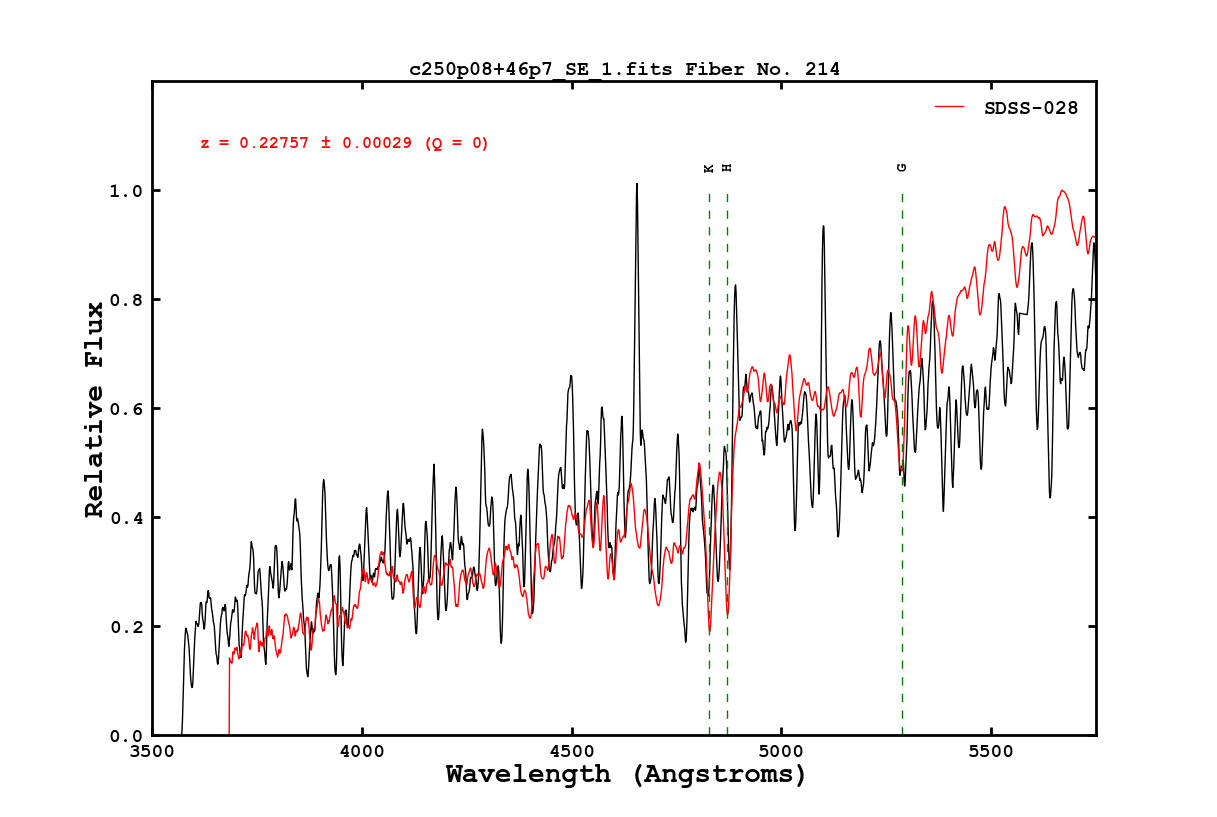 c250p08+46p7_SE_1.fits Fiber No. 214
SDSS-028
z = 0.22757 ± 0.00029 (Q = 0)
K H G
1.0
0.8
0.6
0.4
0.2
0.0
Relative Flux
3500 4000 4500 5000 5500
Wavelength (Angstroms)